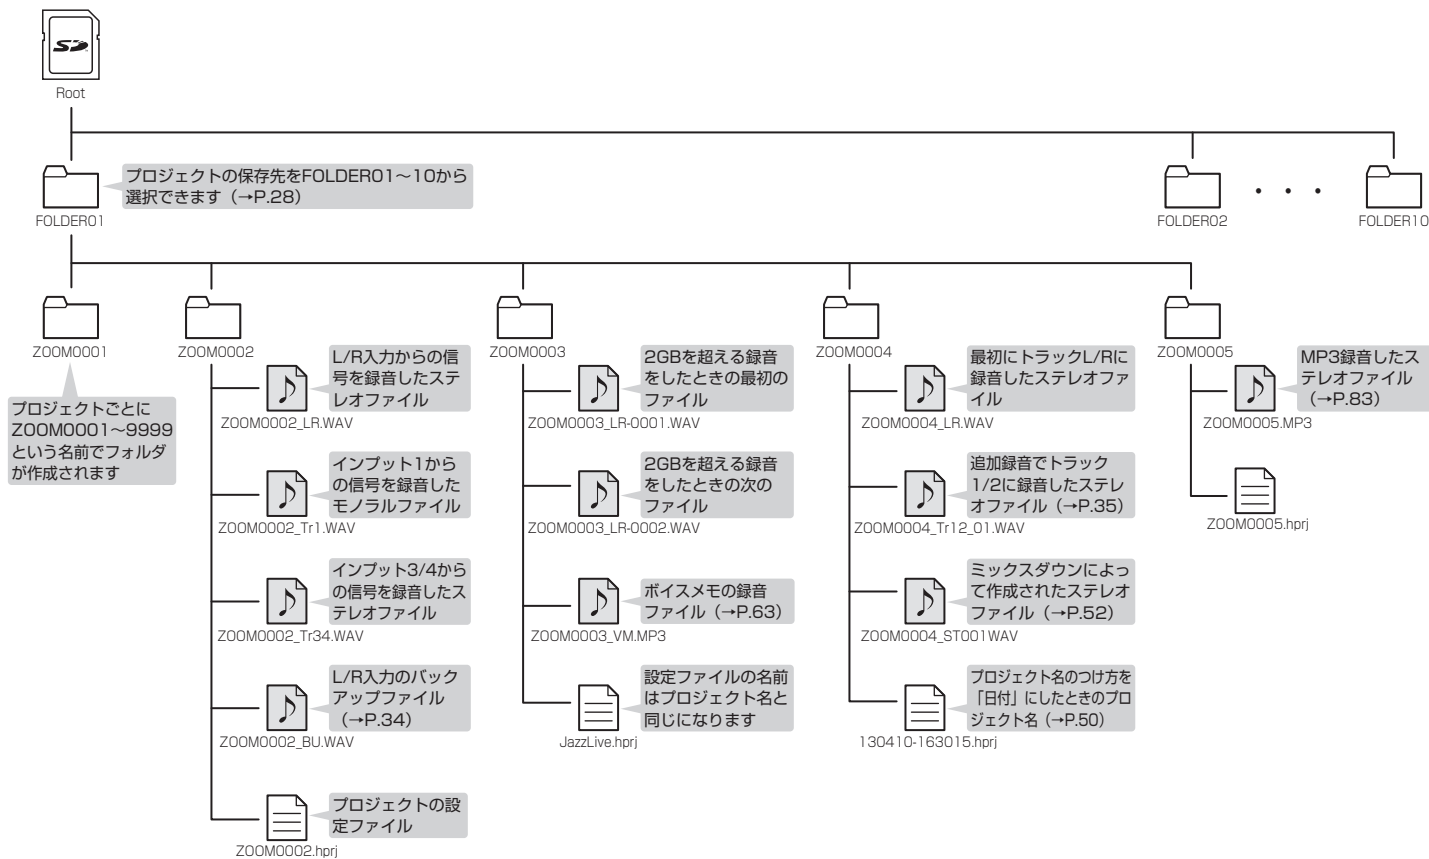 SD
Root
プロジェクトの保存先をFOLDER01～10から
選択できます（→P.28）
FOLDER01
FOLDER02
・・・
FOLDER10
ZOOM0001
プロジェクトごとに
ZOOM0001～9999
という名前でフォルダ
が作成されます
ZOOM0002
L/R入力からの信
号を録音したステ
レオファイル
ZOOM0002_LR.WAV
インプット1から
の信号を録音した
モノラルファイル
ZOOM0002_Tr1.WAV
インプット3/4から
の信号を録音したス
テレオファイル
ZOOM0002_Tr34.WAV
L/R入力のバック
アップファイル
（→P.34）
ZOOM0002_BU.WAV
プロジェクトの設
定ファイル
ZOOM0002.hprj
ZOOM0003
2GBを超える録音
をしたときの最初の
ファイル
ZOOM0003_LR-0001.WAV
2GBを超える録音
をしたときの次の
ファイル
ZOOM0003_LR-0002.WAV
ボイスメモの録音
ファイル（→P.63）
ZOOM0003_VM.MP3
設定ファイルの名前
はプロジェクト名と
同じになります
JazzLive.hprj
ZOOM0004
最初にトラックL/Rに
録音したステレオファ
イル
ZOOM0004_LR.WAV
追加録音でトラック
1/2に録音したステレ
オファイル（→P.35）
ZOOM0004_Tr12_01.WAV
ミックスダウンによっ
て作成されたステレオ
ファイル（→P.52）
ZOOM0004_ST001WAV
プロジェクト名のつけ方を
「日付」にしたときのプロ
ジェクト名（→P.50）
130410-163015.hprj
ZOOM0005
MP3録音したス
テレオファイル
（→P.83）
ZOOM0005.MP3
ZOOM0005.hprj